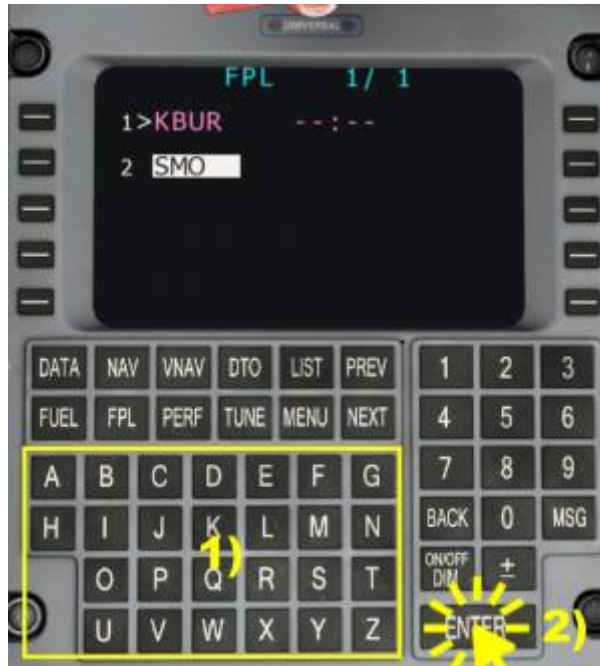 UNIVERSAL
FPL 1/ 1
1>KBUR --:--
2 SMO
DATA NAV VNAV DTO LIST PREV 1 2 3
FUEL FPL PERF TUNE MENU NEXT 4 5 6
A B C D E F G 7 8 9
H I J K L M N BACK 0 MSG
1)
O P Q R S T ON/OFF DIM ±
U V W X Y Z ENTER 2)